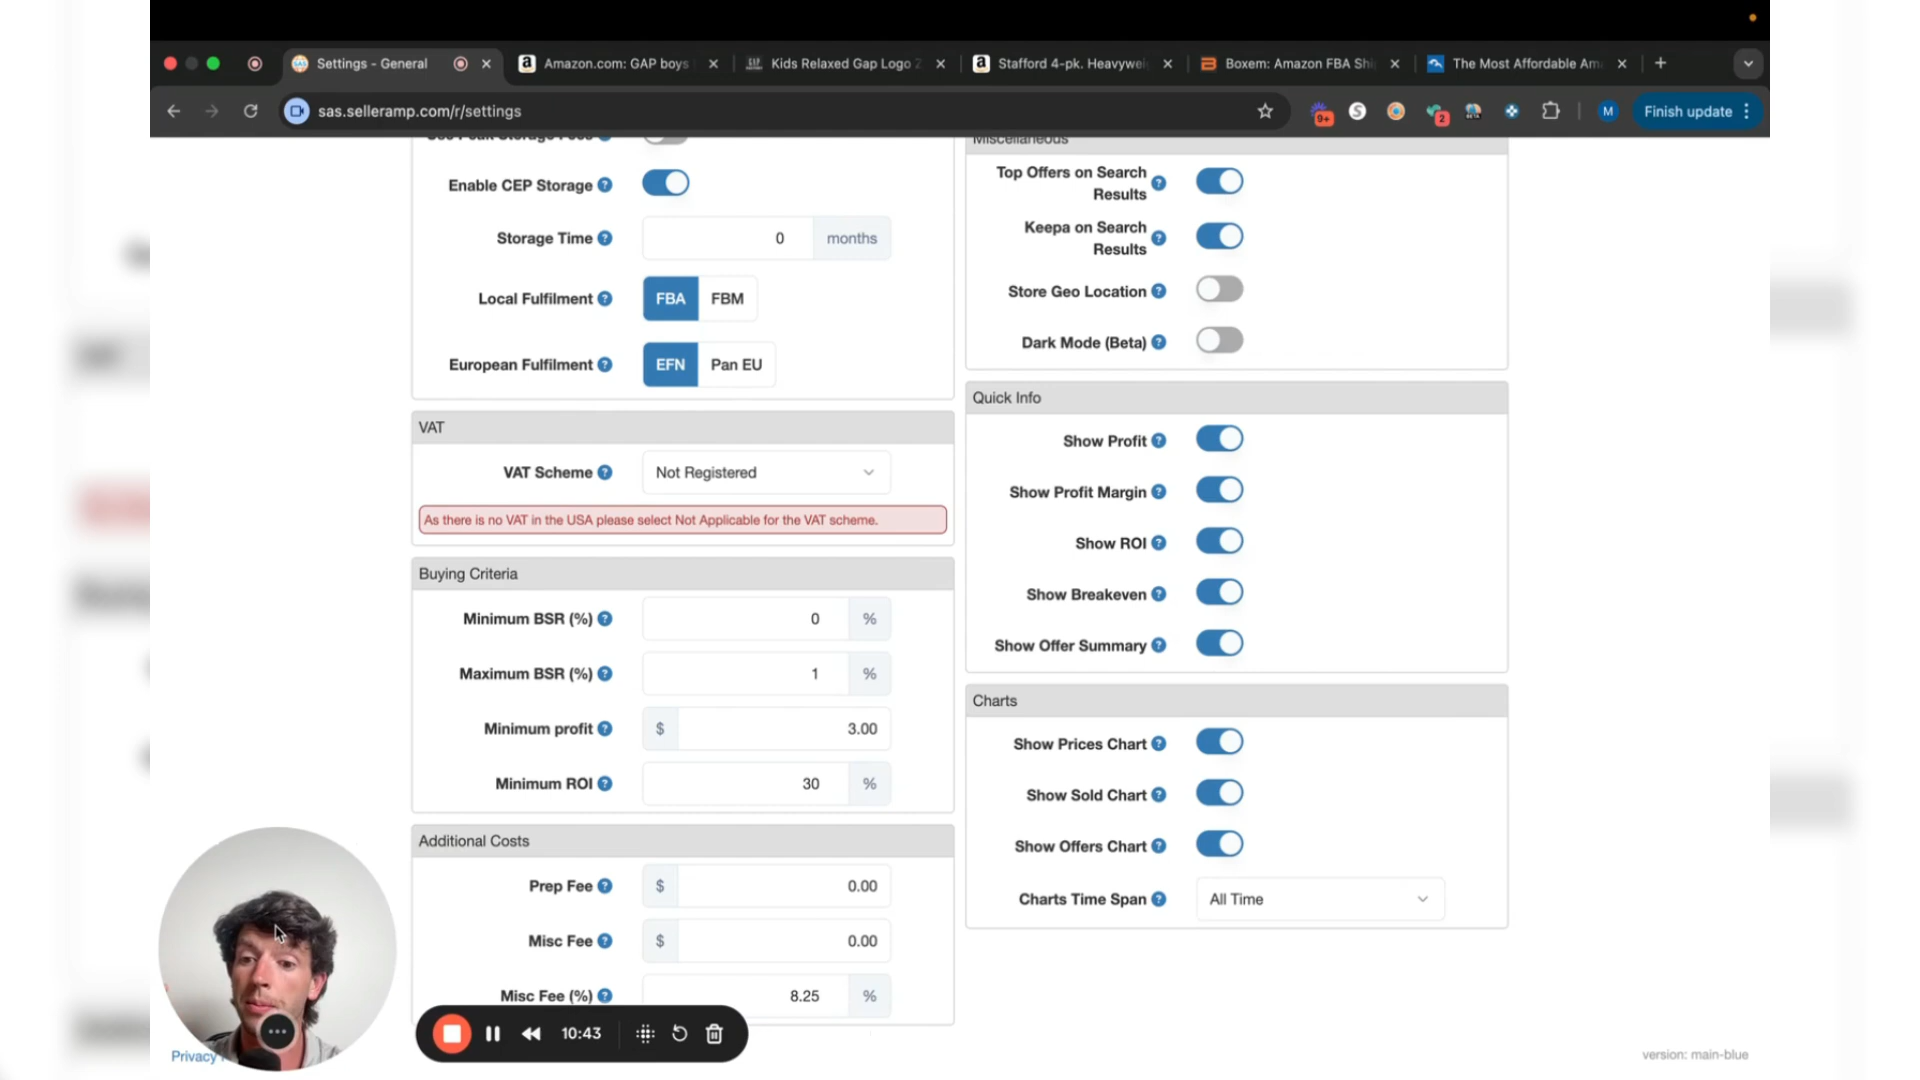 Settings - General
Amazon.com: GAP boys
Kids Relaxed Gap Logo
Stafford 4-pk. Heavywei
Boxem: Amazon FBA Shi
The Most Affordable Am
sas.selleramp.com/r/settings
9+
2
M
Finish update
Use Peak Storage Fees
Enable CEP Storage
Storage Time
0
months
Local Fulfilment
FBA
FBM
European Fulfilment
EFN
Pan EU
VAT
VAT Scheme
Not Registered
As there is no VAT in the USA please select Not Applicable for the VAT scheme.
Buying Criteria
Minimum BSR (%)
0
%
Maximum BSR (%)
1
%
Minimum profit
$
3.00
Minimum ROI
30
%
Additional Costs
Prep Fee
$
0.00
Misc Fee
$
0.00
Misc Fee (%)
8.25
%
Miscellaneous
Top Offers on Search
Results
Keepa on Search
Results
Store Geo Location
Dark Mode (Beta)
Quick Info
Show Profit
Show Profit Margin
Show ROI
Show Breakeven
Show Offer Summary
Charts
Show Prices Chart
Show Sold Chart
Show Offers Chart
Charts Time Span
All Time
10:43
Privacy
version: main-blue